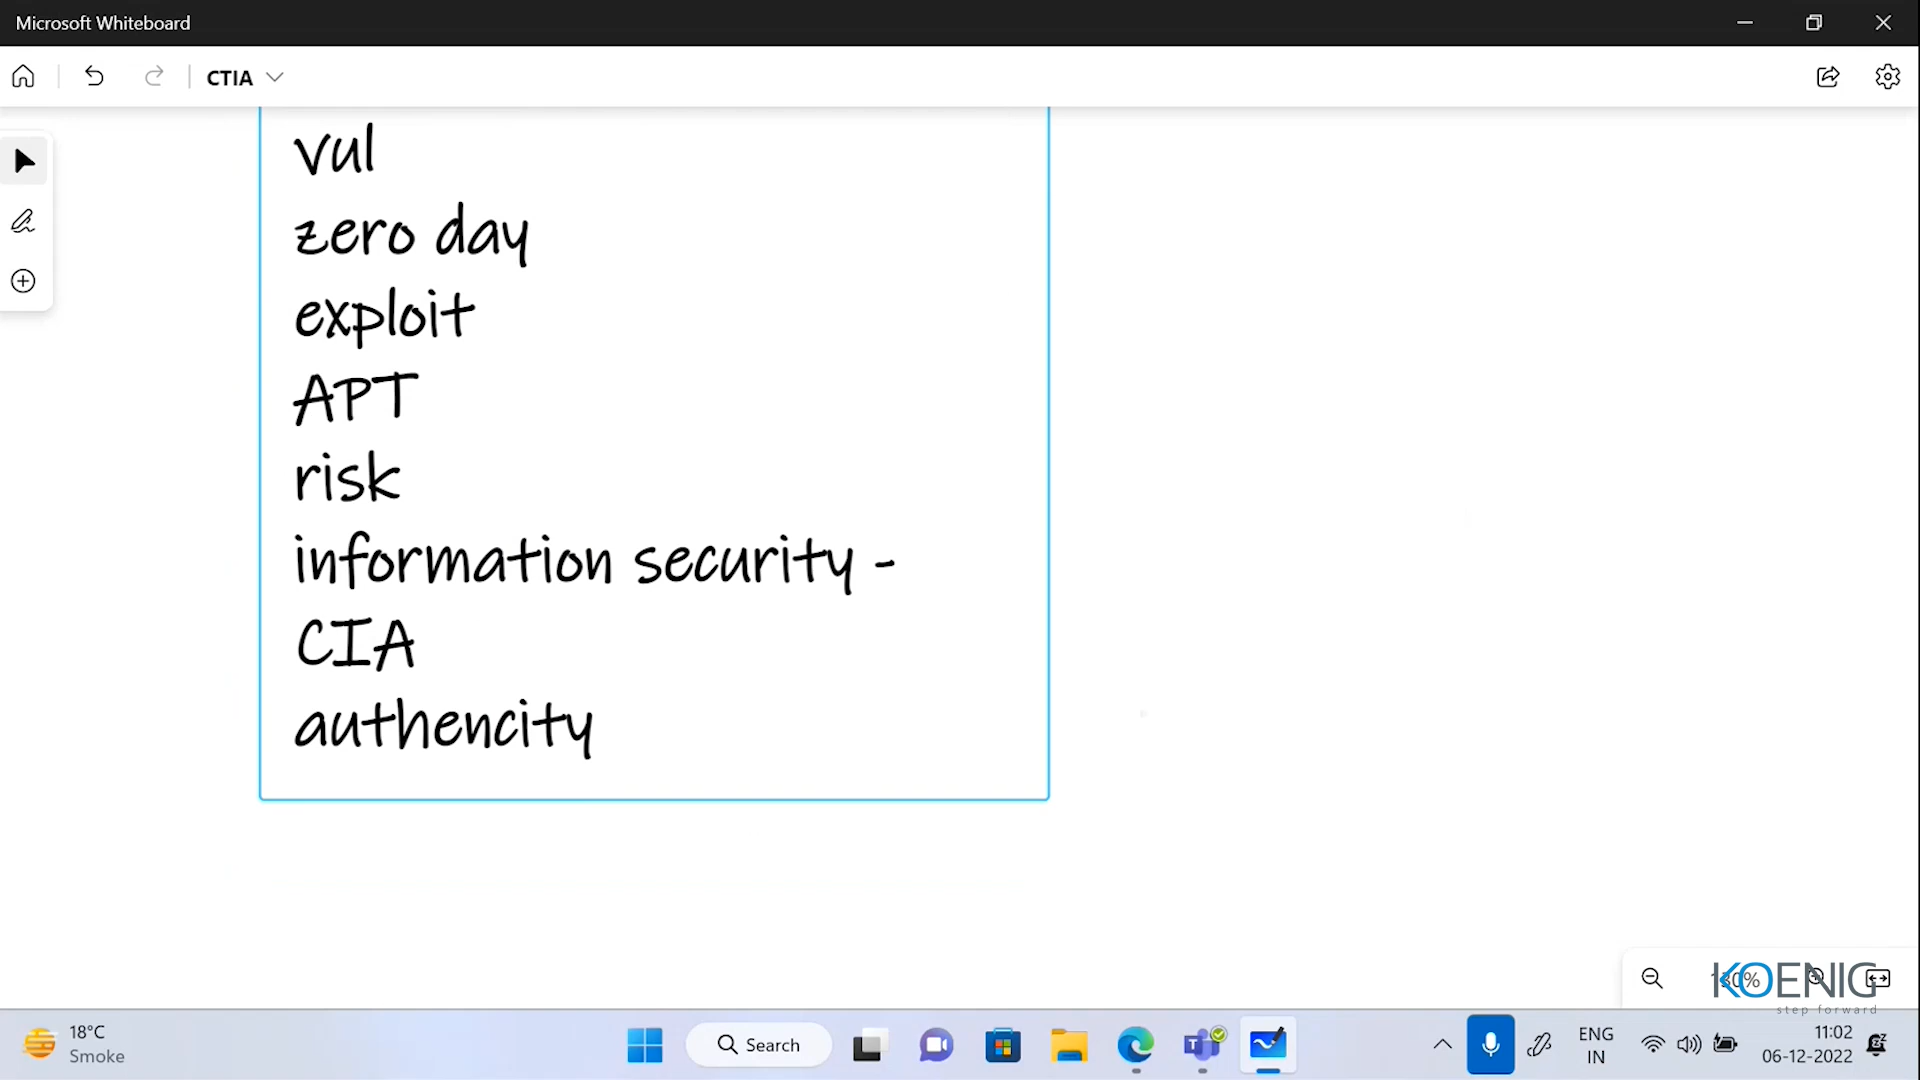 Microsoft Whiteboard
CTIA
vul
zero day
exploit
APT
risk
information security -
CIA
authencity
KOENIG
step forward
18°C
Smoke
Search
ENG
IN
11:02
06-12-2022